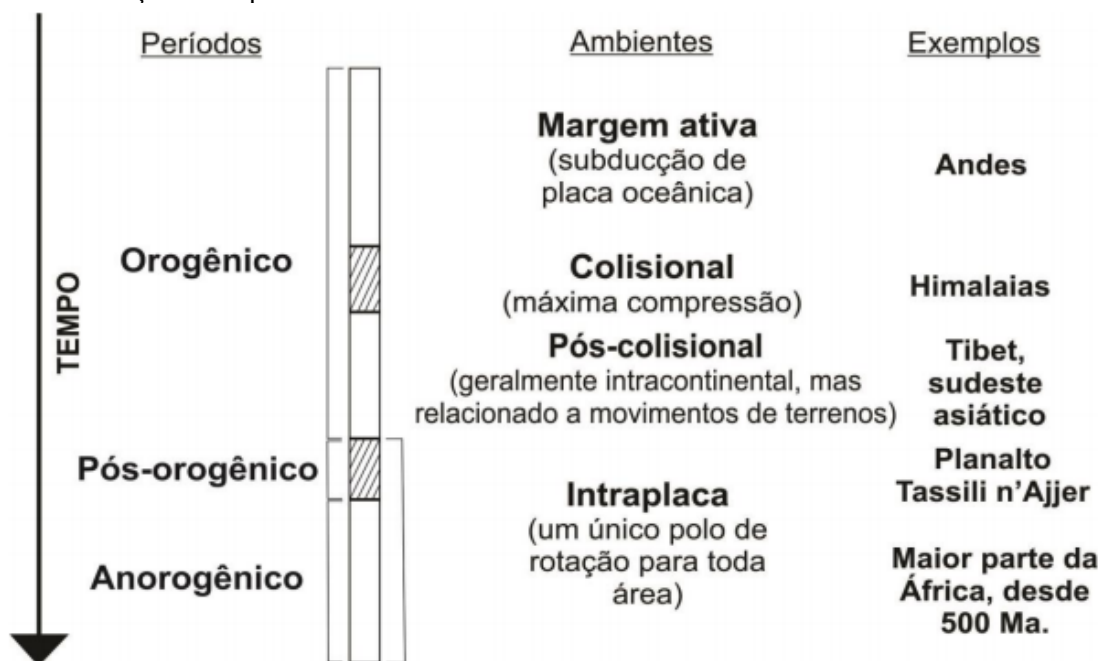 Períodos
Ambientes
Exemplos
TEMPO
Orogênico
Margem ativa
(subducção de
placa oceânica)
Andes
Colisional
(máxima compressão)
Himalaias
Pós-colisional
(geralmente intracontinental, mas
relacionado a movimentos de terrenos)
Tibet,
sudeste
asiático
Pós-orogênico
Planalto
Tassili n'Ajjer
Intraplaca
(um único polo de
rotação para toda
área)
Anorogênico
Maior parte da
África, desde
500 Ma.